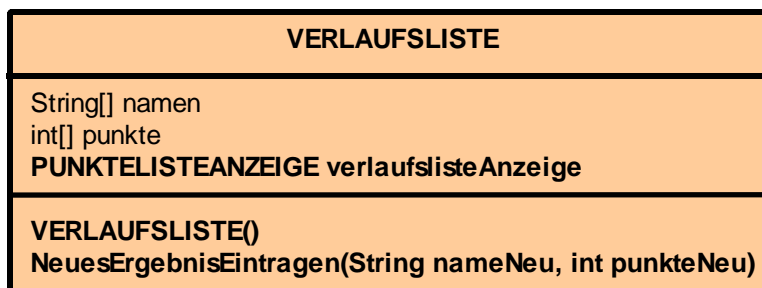 VERLAUFSLISTE
String[] namen
int[] punkte
PUNKTELISTEANZEIGE verlaufslisteAnzeige
VERLAUFSLISTE()
NeuesErgebnisEintragen(String nameNeu, int punkteNeu)